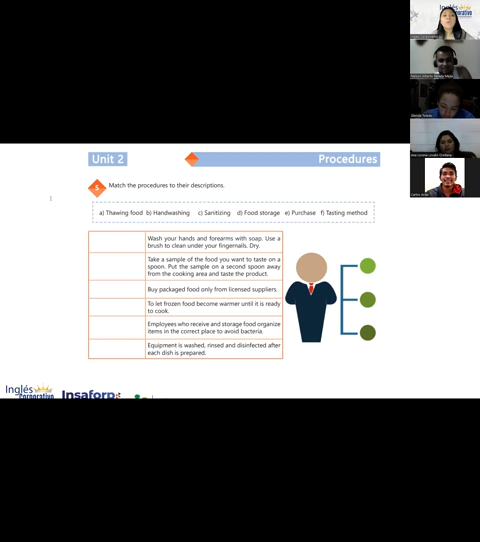 Inglés
Unit 2
Procedures
5
Match the procedures to their descriptions.
a) Thawing food b) Handwashing c) Sanitizing d) Food storage e) Purchase f) Tasting method
Wash your hands and forearms with soap. Use a
brush to clean under your fingernails. Dry.
Take a sample of the food you want to taste on a
spoon. Put the sample on a second spoon away
from the cooking area and taste the product.
Buy packaged food only from licensed suppliers.
To let frozen food become warmer until it is ready
to cook.
Employees who receive and storage food organize
items in the correct place to avoid bacteria.
Equipment is washed, rinsed and disinfected after
each dish is prepared.
Inglés
Corporativo
Insaforp